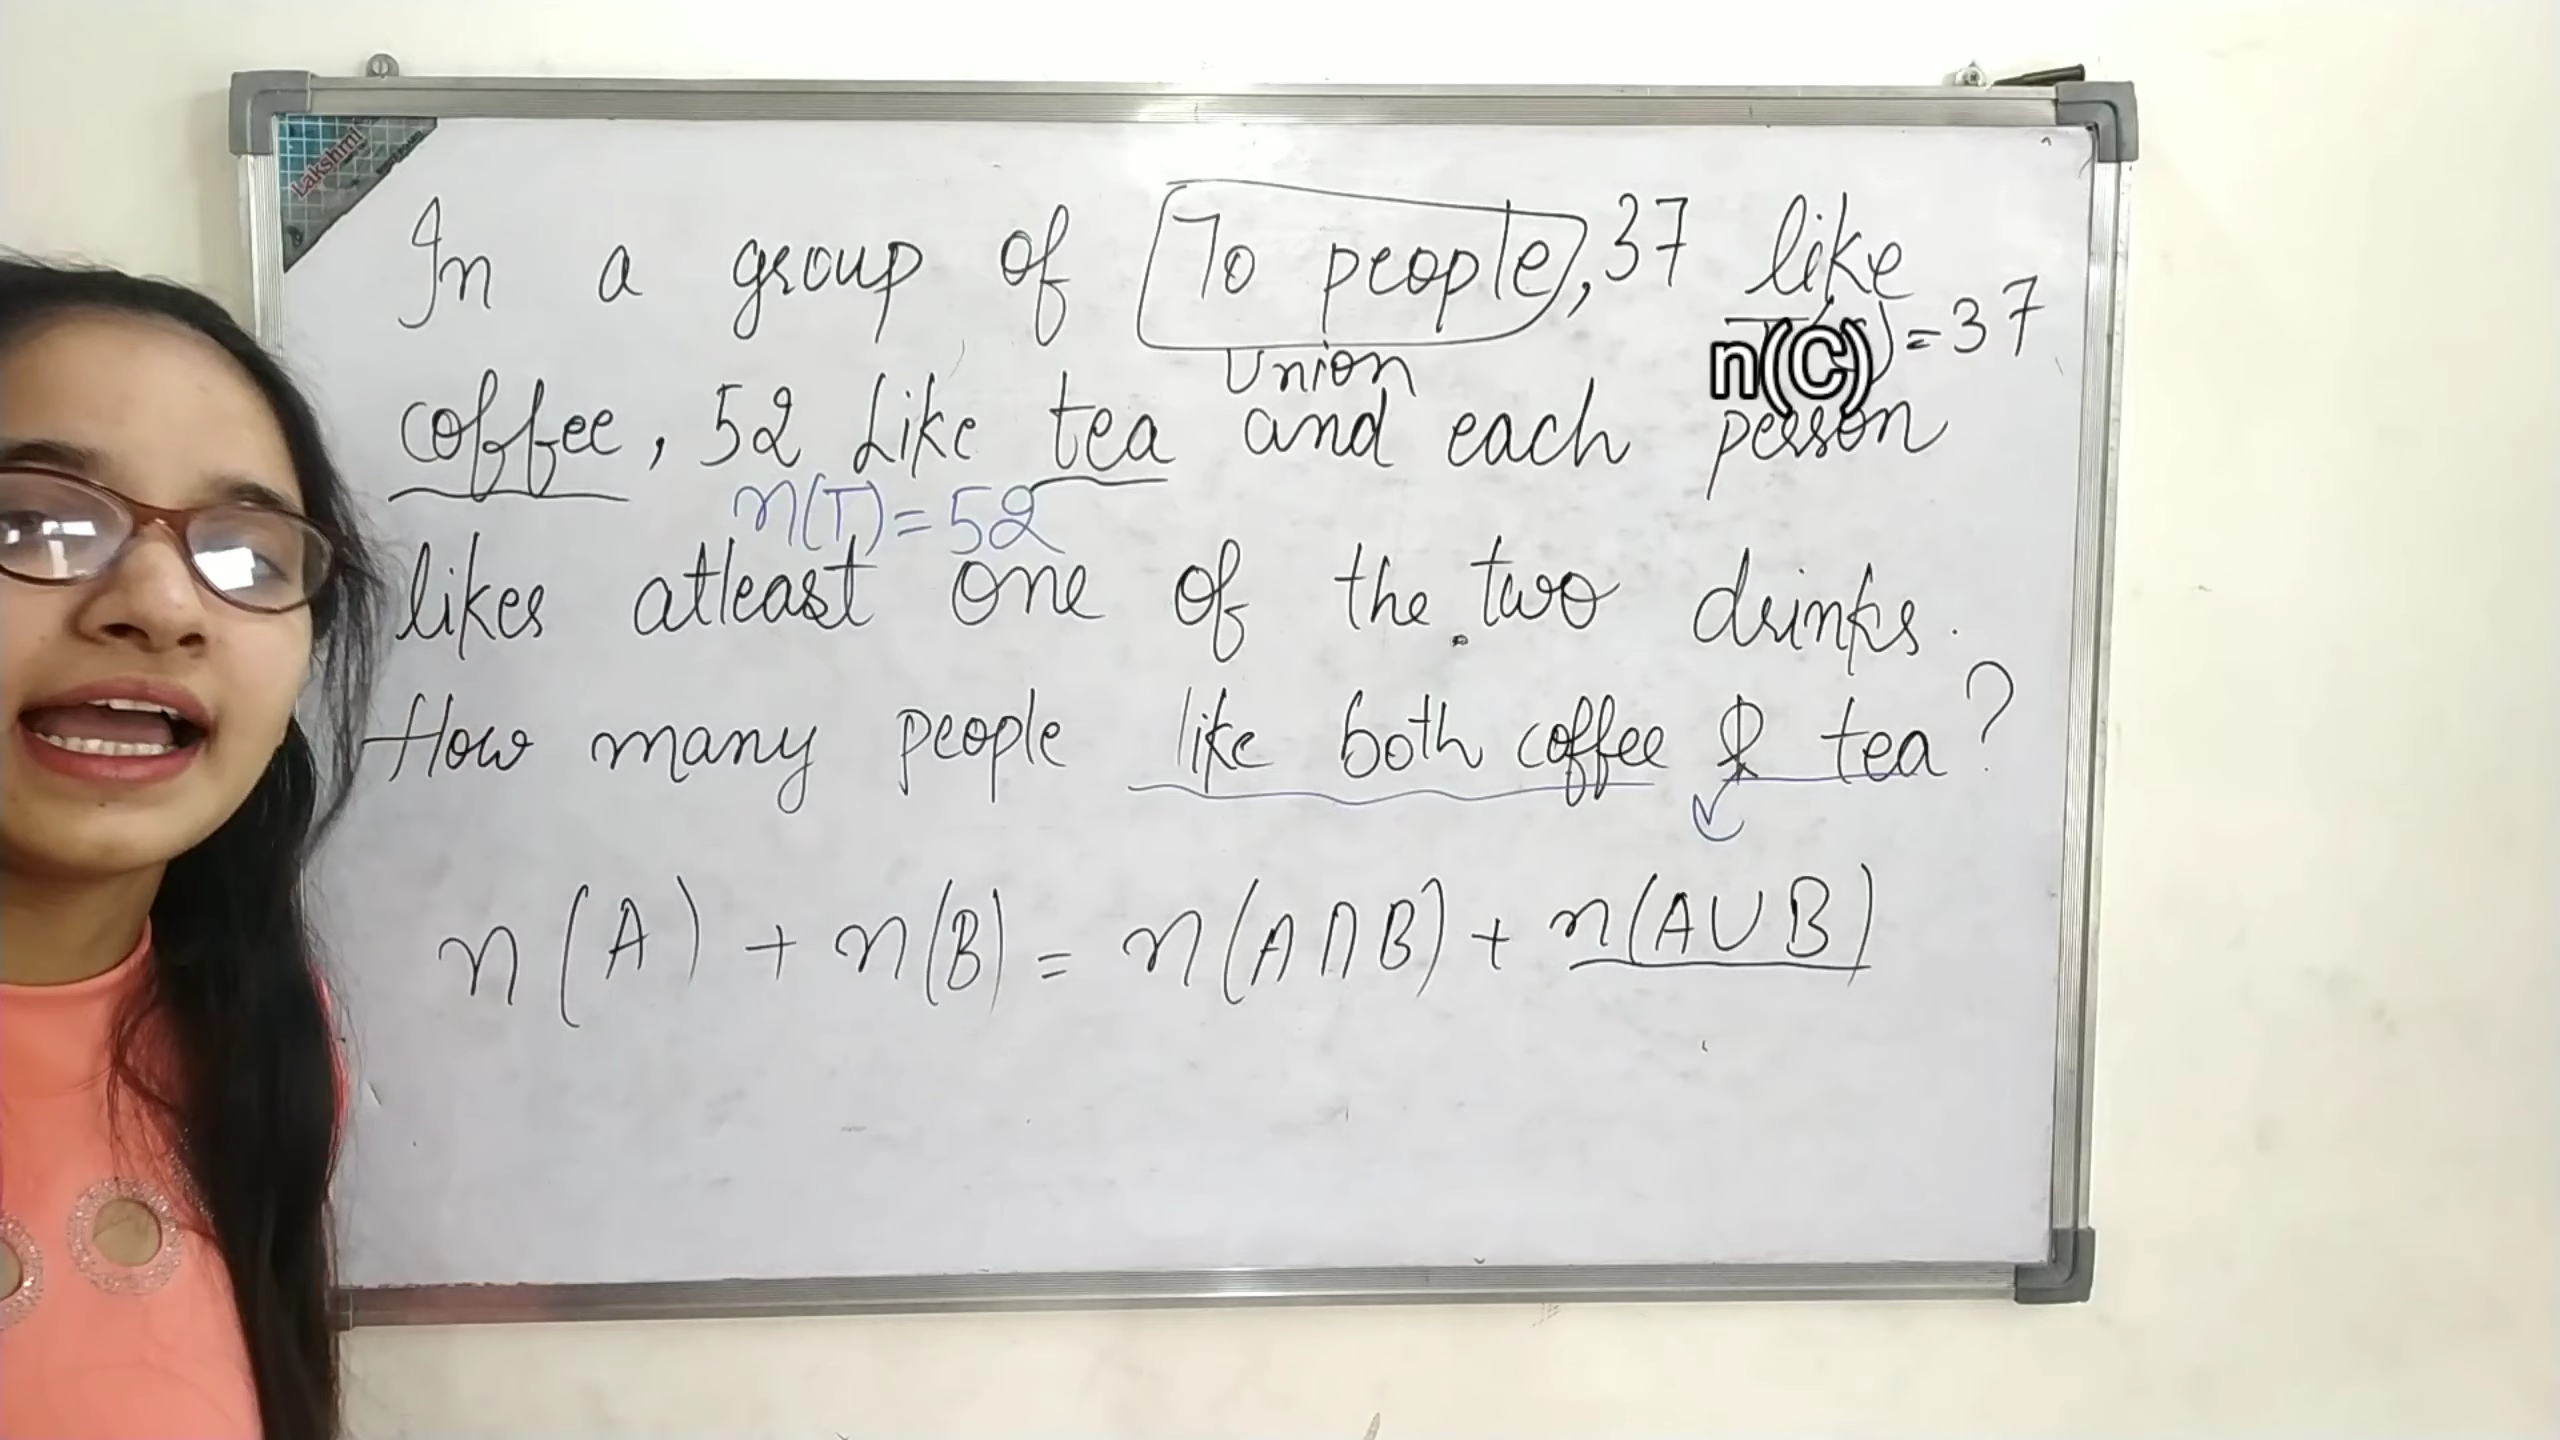 Lakshmi
In a group of 70 people, 37 like
Union
n(C) = 37
coffee, 52 Like tea and each person
n(T) = 52
likes atleast one of the two drinks.
How many people like both coffee & tea?
n(A) + n(B) = n(A∩B) + n(A∪B)